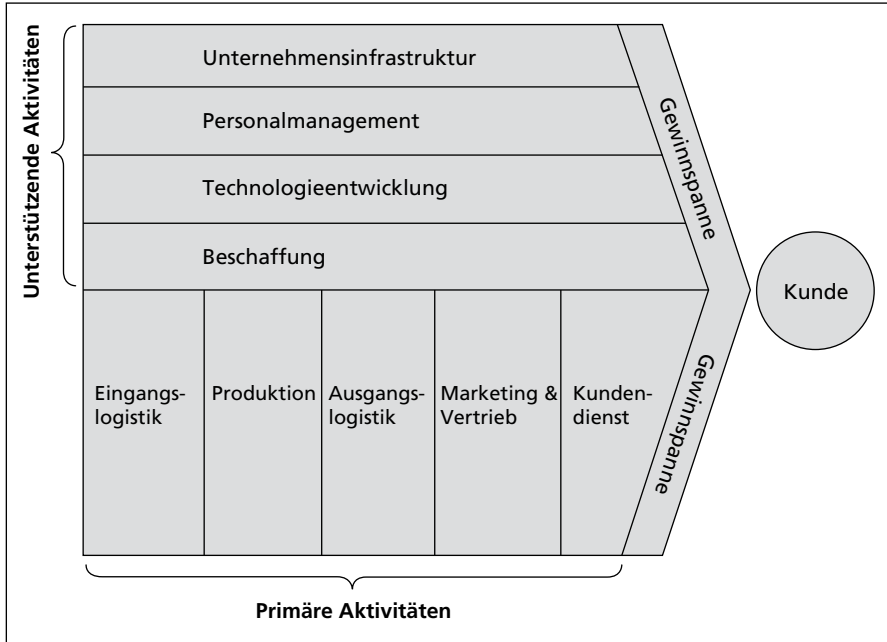 Unterstützende Aktivitäten
Unternehmensinfrastruktur
Personalmanagement
Technologieentwicklung
Beschaffung
Gewinnspanne
Kunde
Eingangs-
logistik
Produktion
Ausgangs-
logistik
Marketing &
Vertrieb
Kunden-
dienst
Gewinnspanne
Primäre Aktivitäten